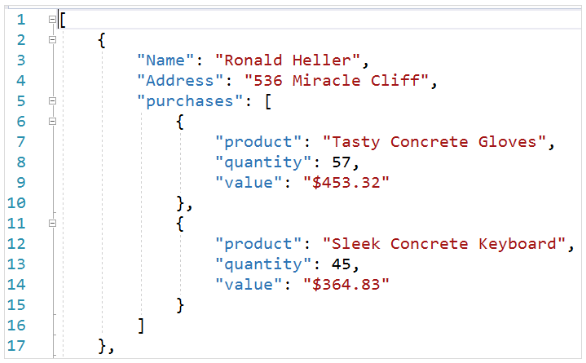 1 [
2 {
3 "Name": "Ronald Heller",
4 "Address": "536 Miracle Cliff",
5 "purchases": [
6 {
7 "product": "Tasty Concrete Gloves",
8 "quantity": 57,
9 "value": "$453.32"
10 },
11 {
12 "product": "Sleek Concrete Keyboard",
13 "quantity": 45,
14 "value": "$364.83"
15 }
16 ]
17 },